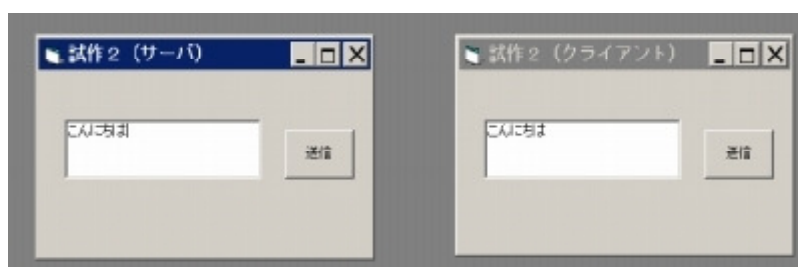 試作2（サーバ）
こんにちは
送信
試作2（クライアント）
こんにちは
送信